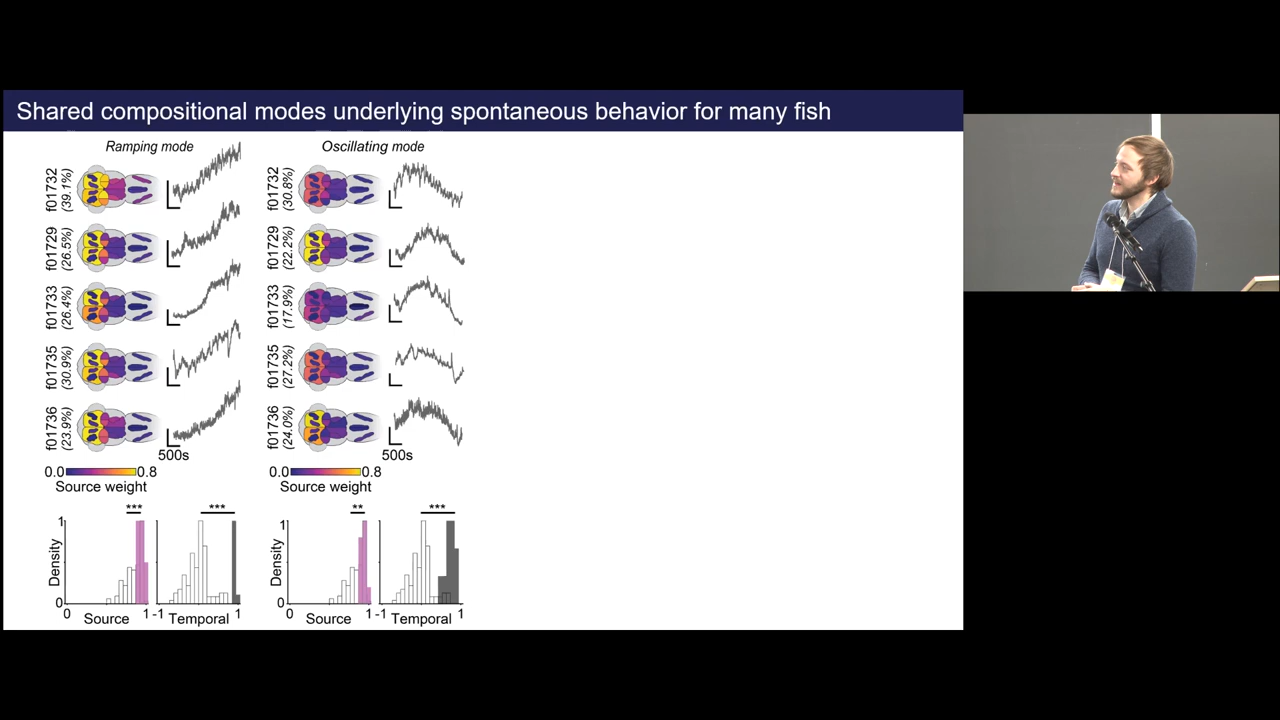 Shared compositional modes underlying spontaneous behavior for many fish
Ramping mode
f01732
(39.1%)
f01729
(26.5%)
f01733
(26.4%)
f01735
(30.9%)
f01736
(23.9%)
500s
0.0 0.8
Source weight
*** ***
1
Density
0
0 1 -1 1
Source Temporal
Oscillating mode
f01732
(30.8%)
f01729
(22.2%)
f01733
(17.9%)
f01735
(27.2%)
f01736
(24.0%)
500s
0.0 0.8
Source weight
** ***
1
Density
0
0 1 -1 1
Source Temporal